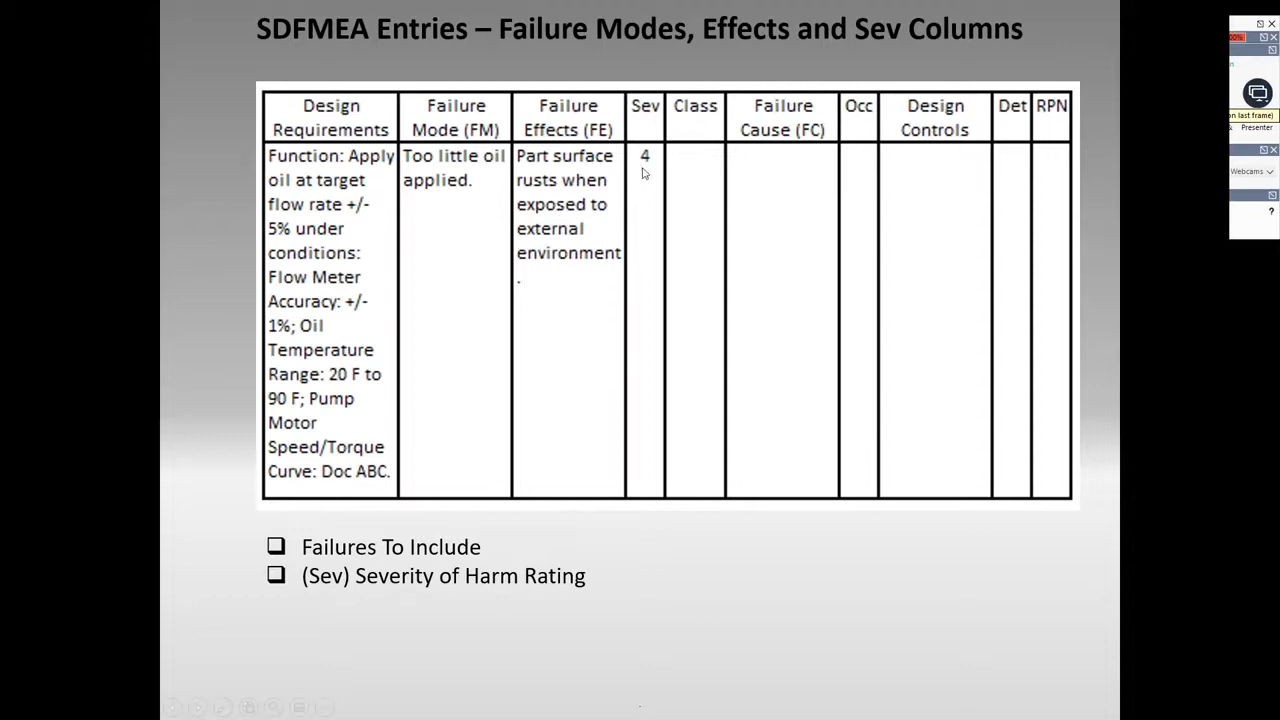 SDFMEA Entries – Failure Modes, Effects and Sev Columns
Design Requirements
Failure Mode (FM)
Failure Effects (FE)
Sev
Class
Failure Cause (FC)
Occ
Design Controls
Det
RPN
Function: Apply
oil at target
flow rate +/-
5% under
conditions:
Flow Meter
Accuracy: +/-
1%; Oil
Temperature
Range: 20 F to
90 F; Pump
Motor
Speed/Torque
Curve: Doc ABC.
Too little oil
applied.
Part surface
rusts when
exposed to
external
environment
.
4
❑ Failures To Include
❑ (Sev) Severity of Harm Rating
00%
n
on last frame)
& Presenter
Webcams
?